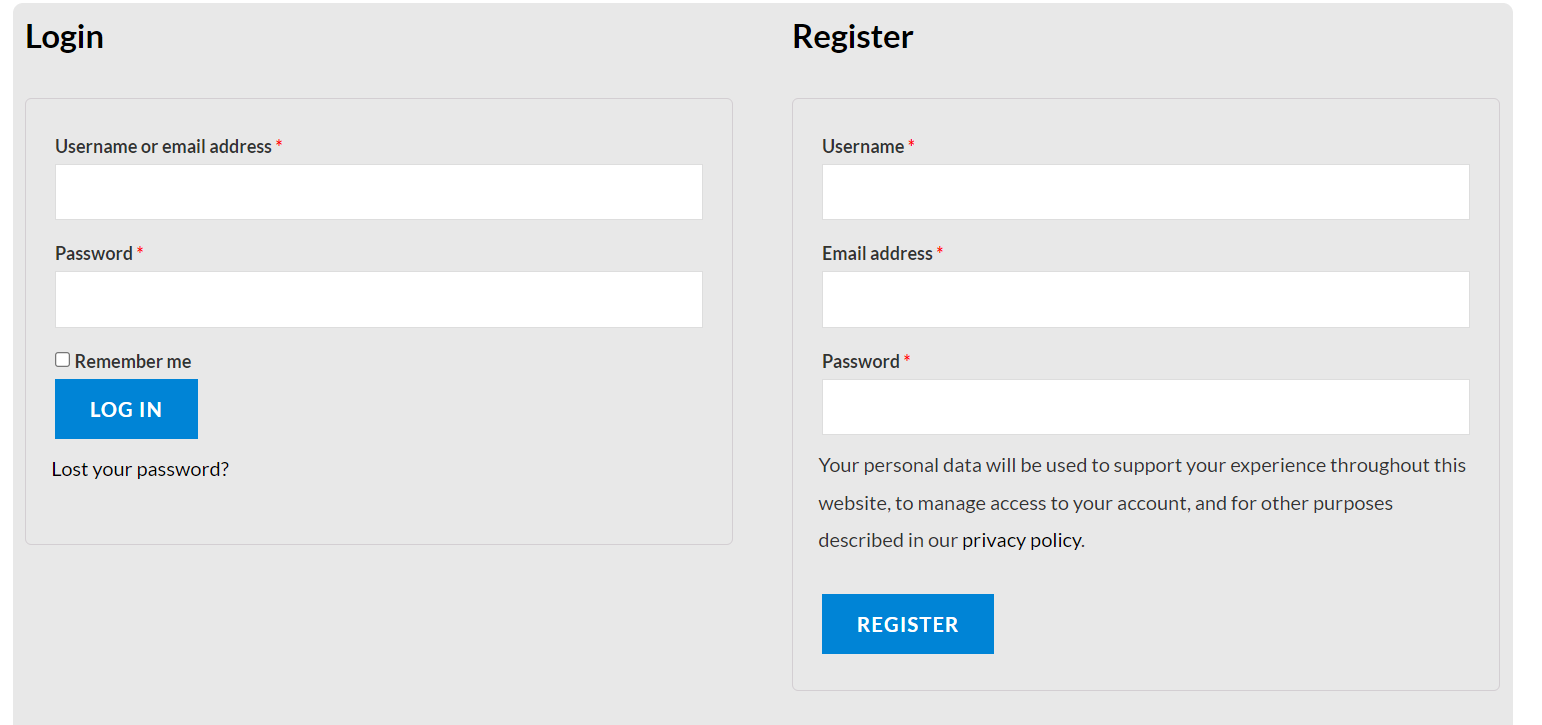 Login
Username or email address *
Password *
Remember me
LOG IN
Lost your password?
Register
Username *
Email address *
Password *
Your personal data will be used to support your experience throughout this
website, to manage access to your account, and for other purposes
described in our privacy policy.
REGISTER